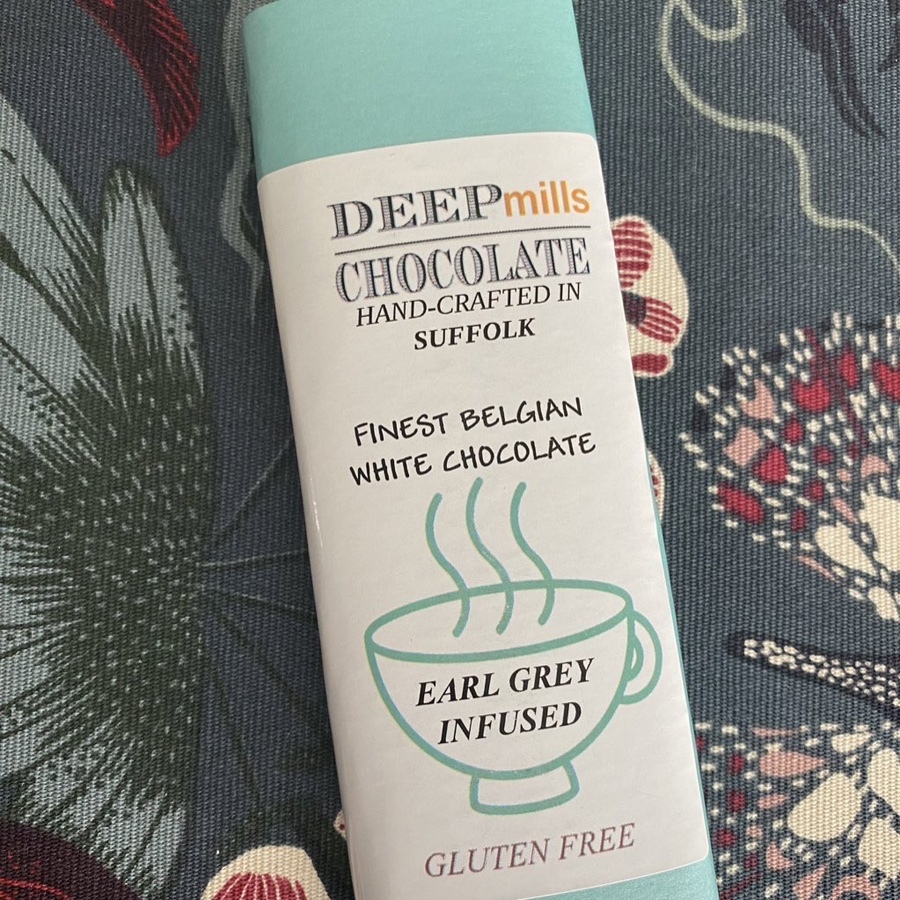 DEEPmills
CHOCOLATE
HAND-CRAFTED IN
SUFFOLK
FINEST BELGIAN
WHITE CHOCOLATE
EARL GREY
INFUSED
GLUTEN FREE